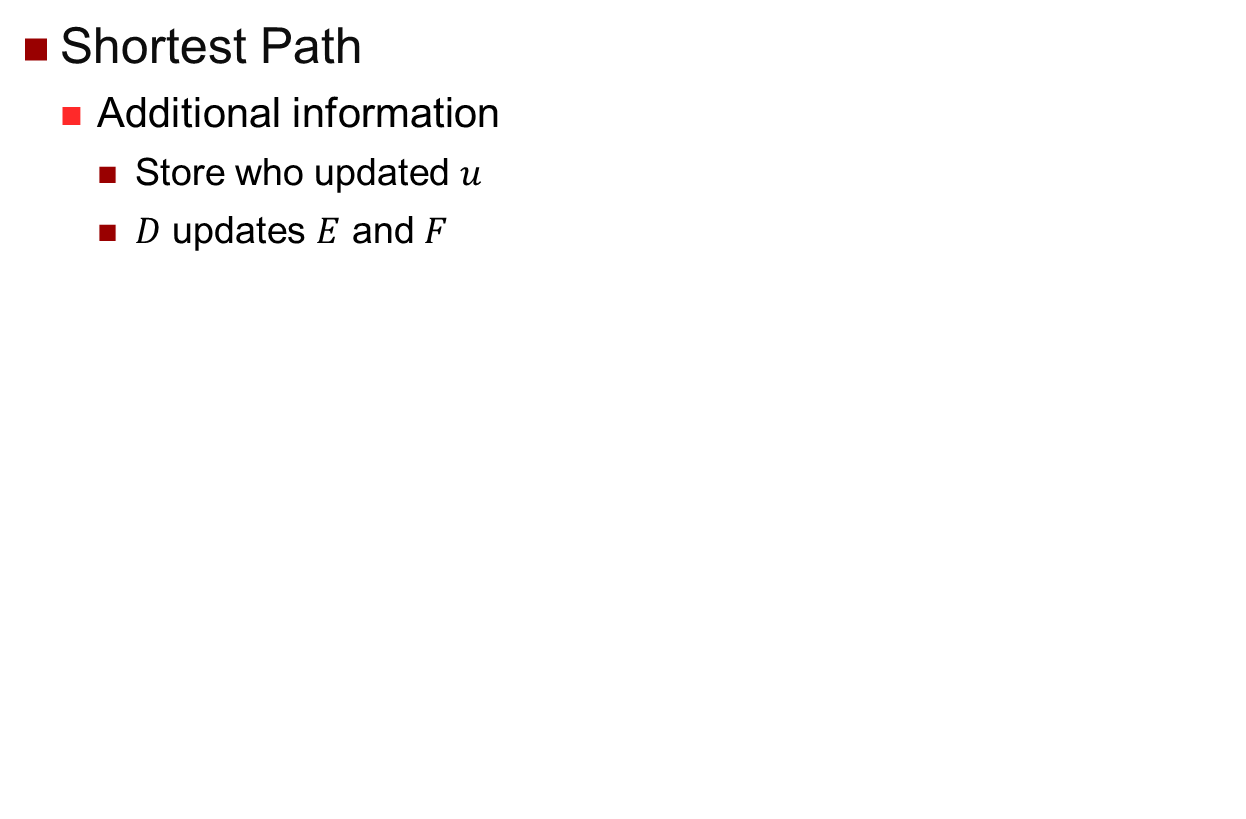 Shortest Path
Additional information
Store who updated u
D updates E and F